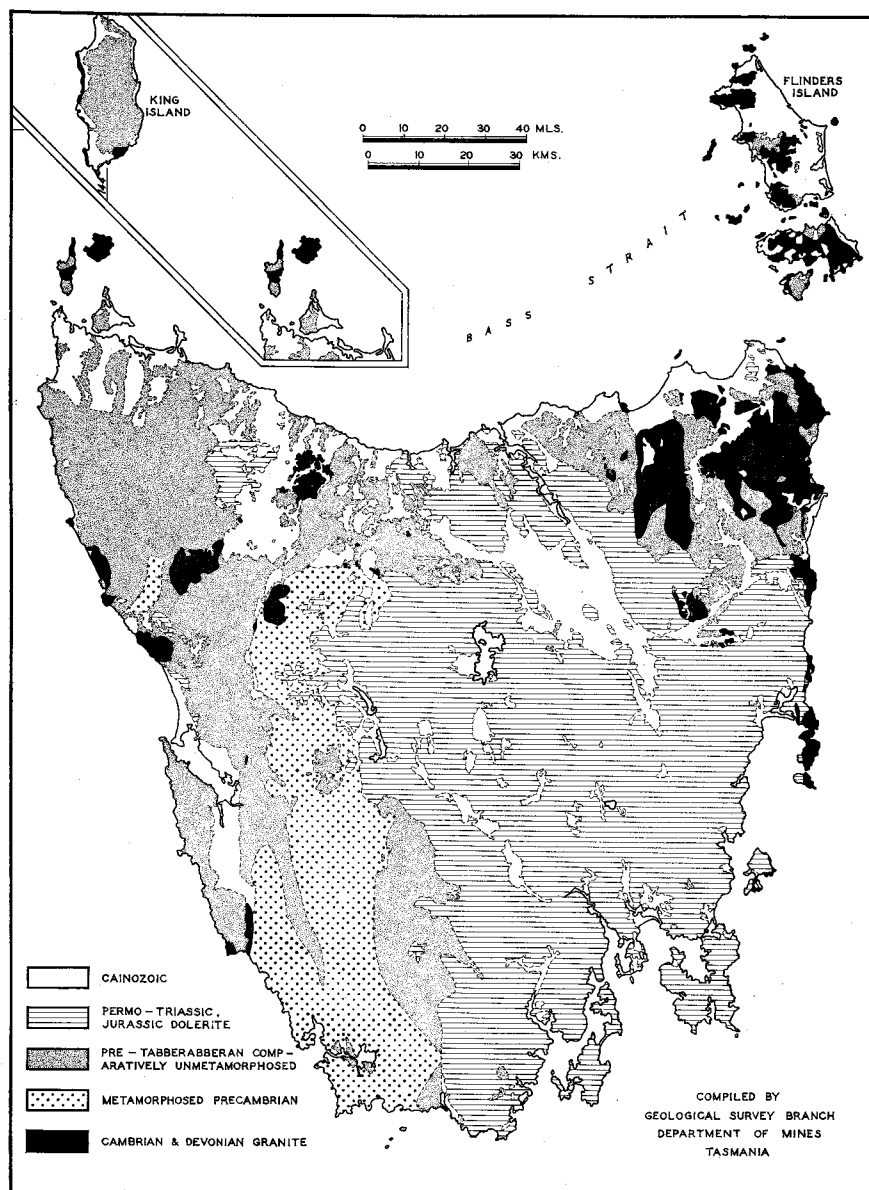 KING
ISLAND
FLINDERS
ISLAND
0 10 20 30 40 MLS.
0 10 20 30 KMS.
BASS STRAIT
CAINOZOIC
PERMO-TRIASSIC,
JURASSIC DOLERITE
PRE-TABBERABBERAN COMP-
ARATIVELY UNMETAMORPHOSED
METAMORPHOSED PRECAMBRIAN
CAMBRIAN & DEVONIAN GRANITE
COMPILED BY
GEOLOGICAL SURVEY BRANCH
DEPARTMENT OF MINES
TASMANIA